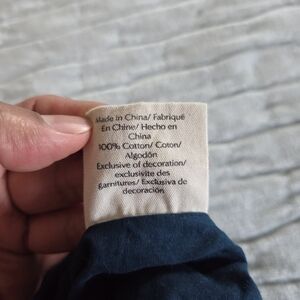 Made in China/ Fabriqué
En Chine/ Hecho en
China
100% Cotton/ Coton/
Algodón
Exclusive of decoration/
exclusivite des
garnitures/ Exclusiva de
decoración